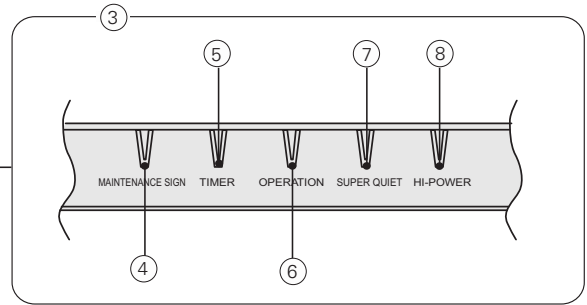 ③
⑤ ⑦ ⑧
MAINTENANCE SIGN TIMER OPERATION SUPER QUIET HI-POWER
④ ⑥